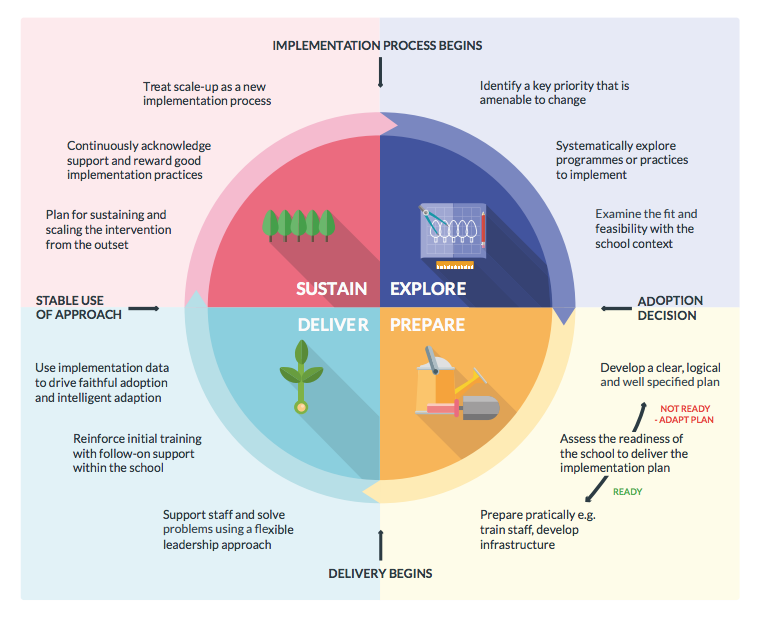 IMPLEMENTATION PROCESS BEGINS
Treat scale-up as a new
implementation process
Continuously acknowledge
support and reward good
implementation practices
Plan for sustaining and
scaling the intervention
from the outset
Identify a key priority that is
amenable to change
Systematically explore
programmes or practices
to implement
Examine the fit and
feasibility with the
school context
SUSTAIN
EXPLORE
STABLE USE
OF APPROACH
ADOPTION
DECISION
DELIVER
PREPARE
Use implementation data
to drive faithful adoption
and intelligent adaption
Reinforce initial training
with follow-on support
within the school
Support staff and solve
problems using a flexible
leadership approach
Develop a clear, logical
and well specified plan
NOT READY
- ADAPT PLAN
Assess the readiness of
the school to deliver the
implementation plan
READY
Prepare pratically e.g.
train staff, develop
infrastructure
DELIVERY BEGINS